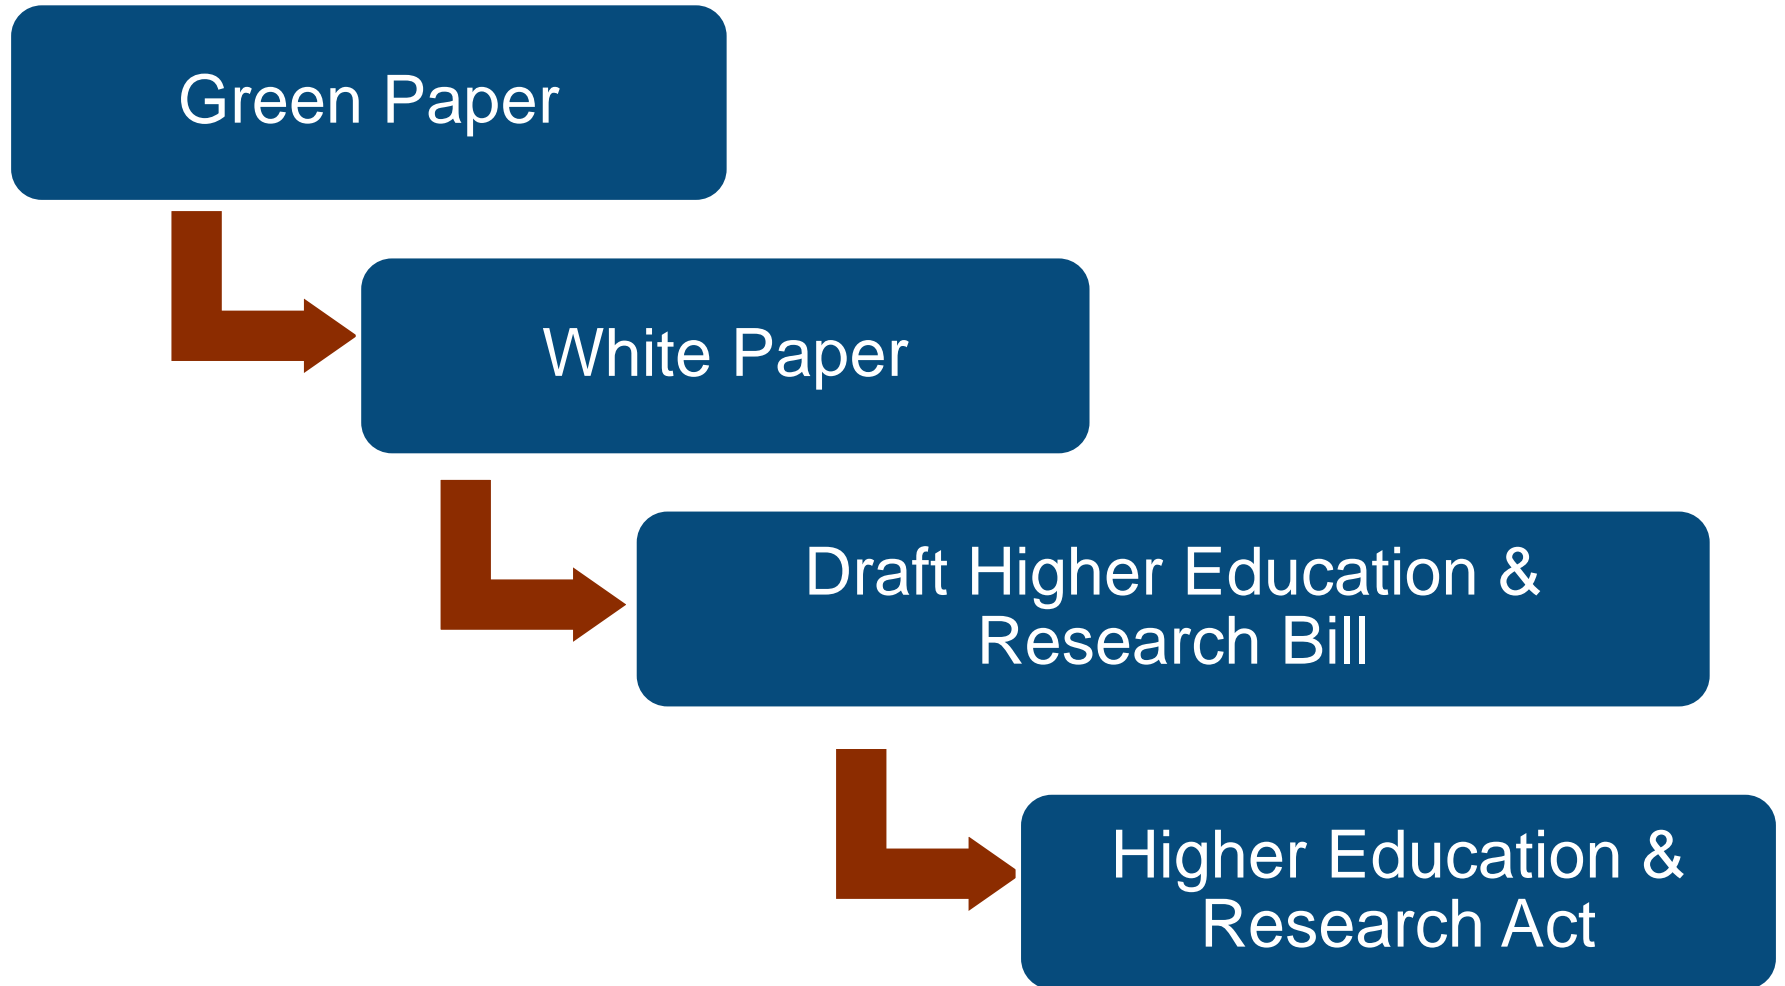 Green Paper
White Paper
Draft Higher Education &
Research Bill
Higher Education &
Research Act